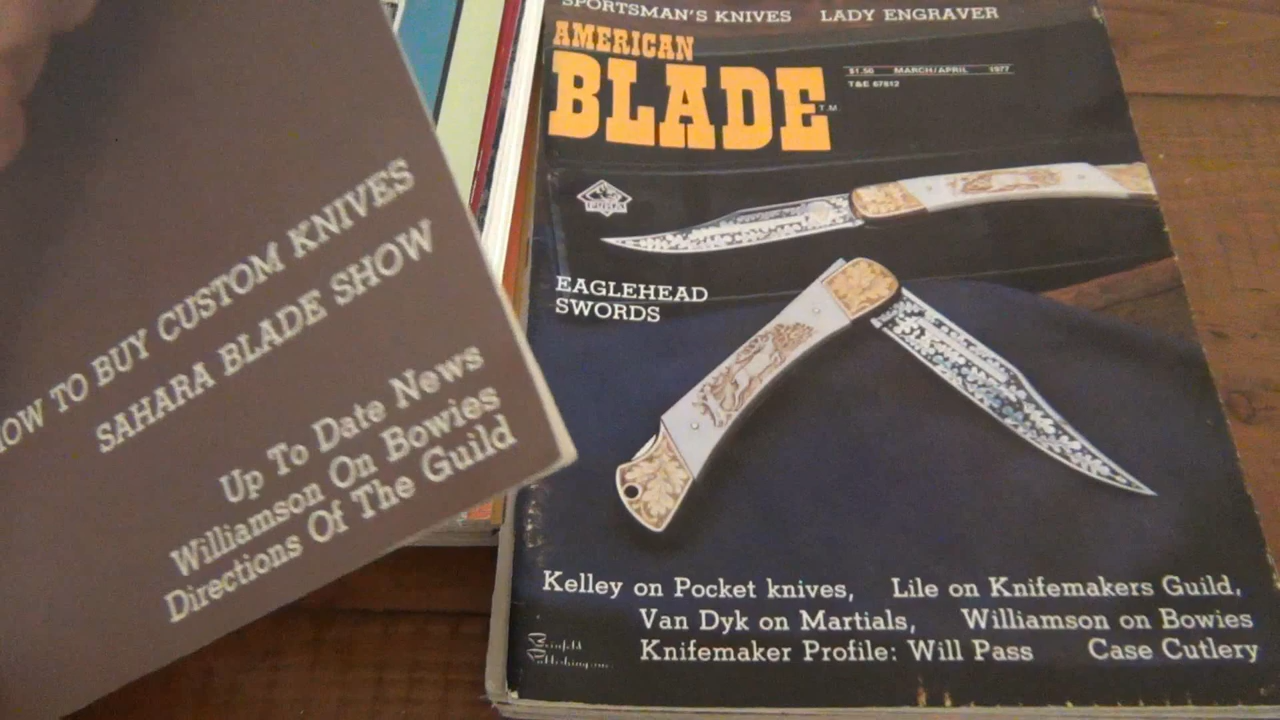 SPORTSMAN'S KNIVES LADY ENGRAVER
AMERICAN
BLADE T.M.
$1.50 MARCH/APRIL 1977
T&E 67612
EAGLEHEAD
SWORDS
Kelley on Pocket knives, Lile on Knifemakers Guild,
Van Dyk on Martials, Williamson on Bowies
Knifemaker Profile: Will Pass Case Cutlery
TO BUY CUSTOM KNIVES
SAHARA BLADE SHOW
Up To Date News
Williamson On Bowies
Directions Of The Guild